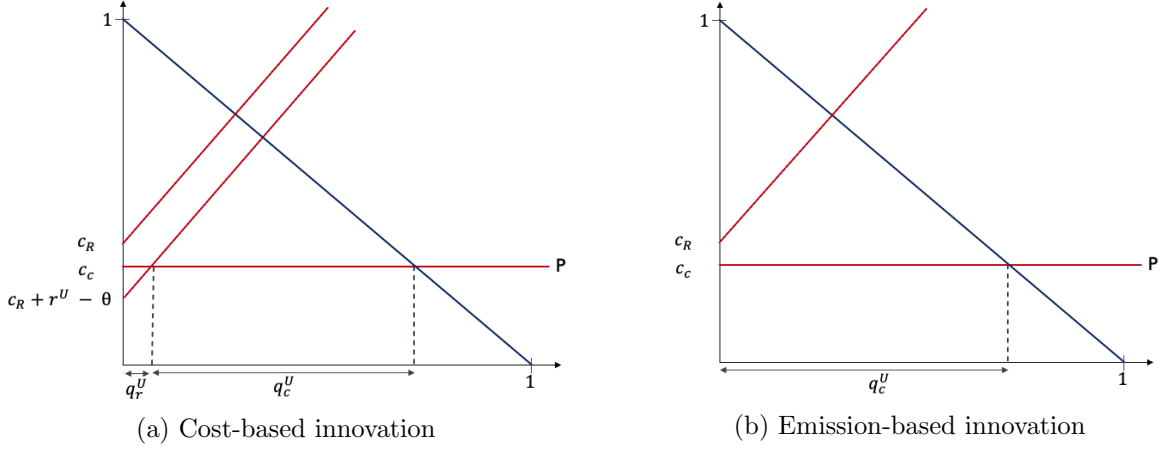 1
c_R
c_c
c_R + r^U − θ
P
1
q_r^U
q_c^U
(a) Cost-based innovation
1
c_R
c_c
P
1
q_c^U
(b) Emission-based innovation